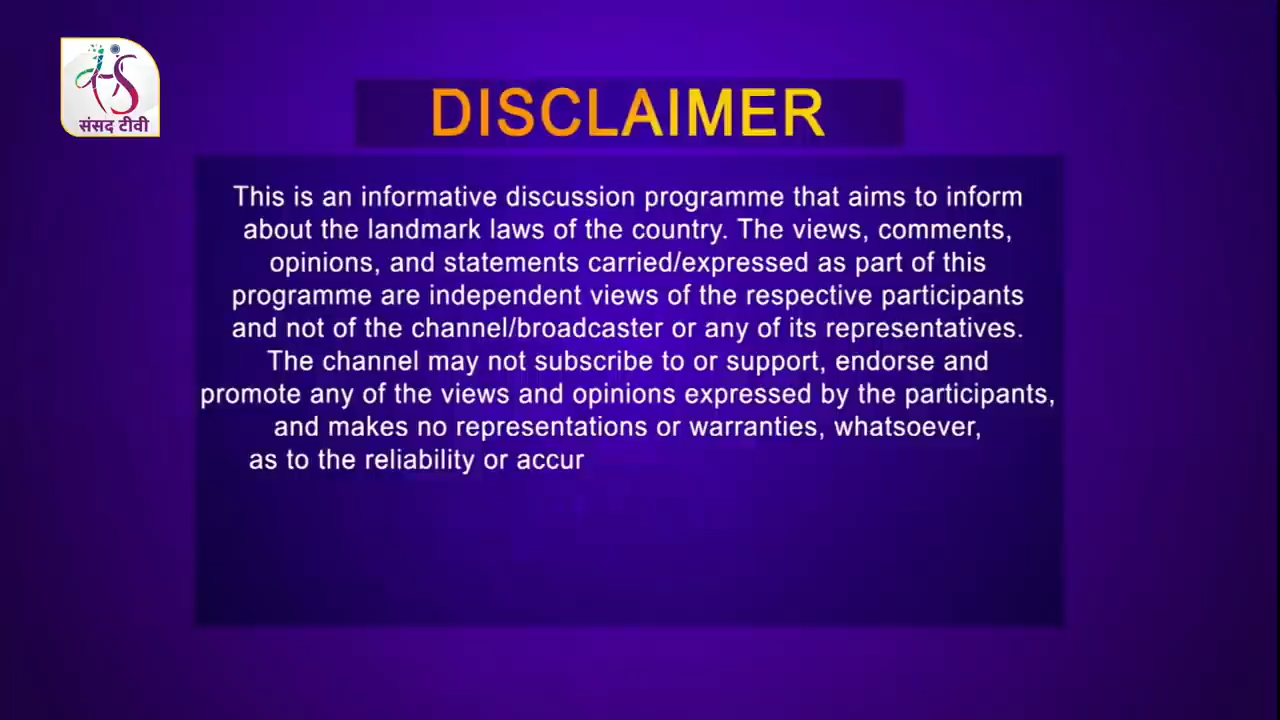 संसद टीवी
DISCLAIMER
This is an informative discussion programme that aims to inform
about the landmark laws of the country. The views, comments,
opinions, and statements carried/expressed as part of this
programme are independent views of the respective participants
and not of the channel/broadcaster or any of its representatives.
The channel may not subscribe to or support, endorse and
promote any of the views and opinions expressed by the participants,
and makes no representations or warranties, whatsoever,
as to the reliability or accur